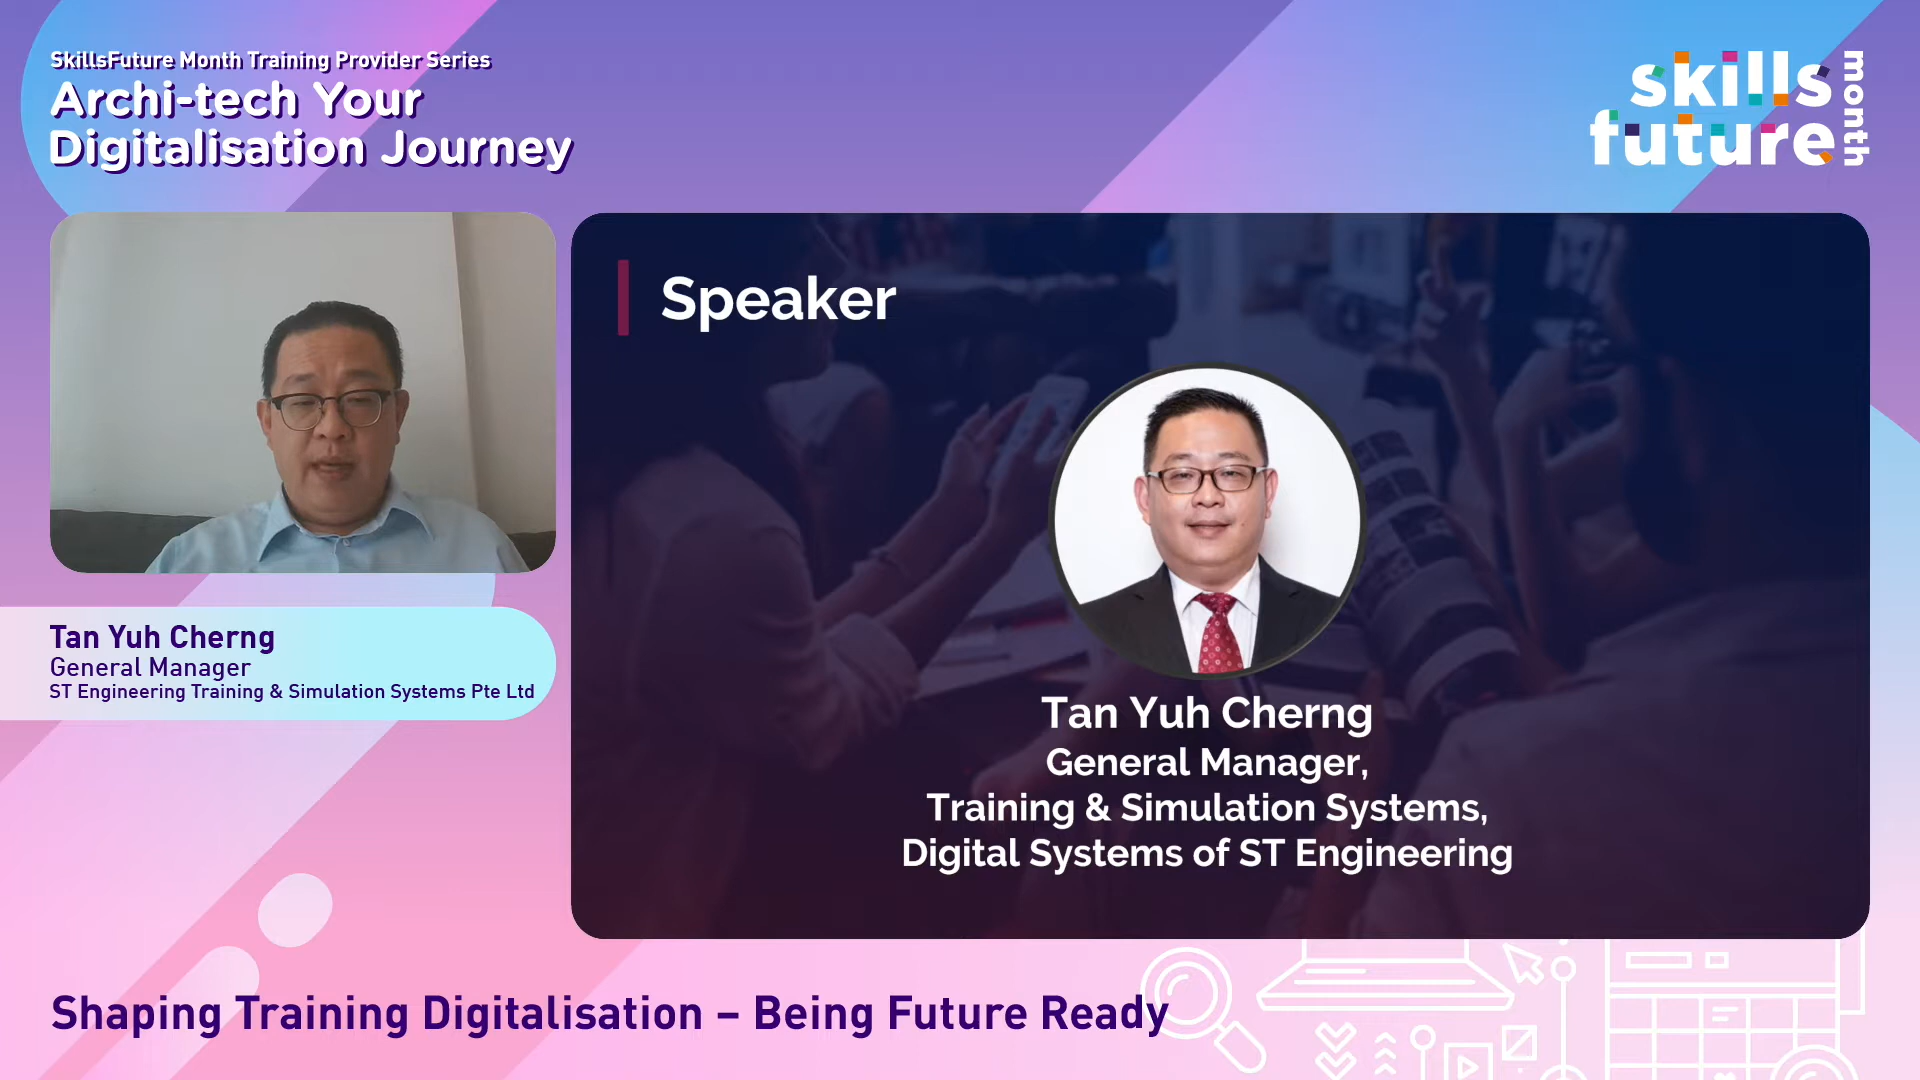 SkillsFuture Month Training Provider Series
Archi-tech Your
Digitalisation Journey
skills
future
month
Speaker
Tan Yuh Cherng
General Manager
ST Engineering Training & Simulation Systems Pte Ltd
Tan Yuh Cherng
General Manager,
Training & Simulation Systems,
Digital Systems of ST Engineering
Shaping Training Digitalisation – Being Future Ready